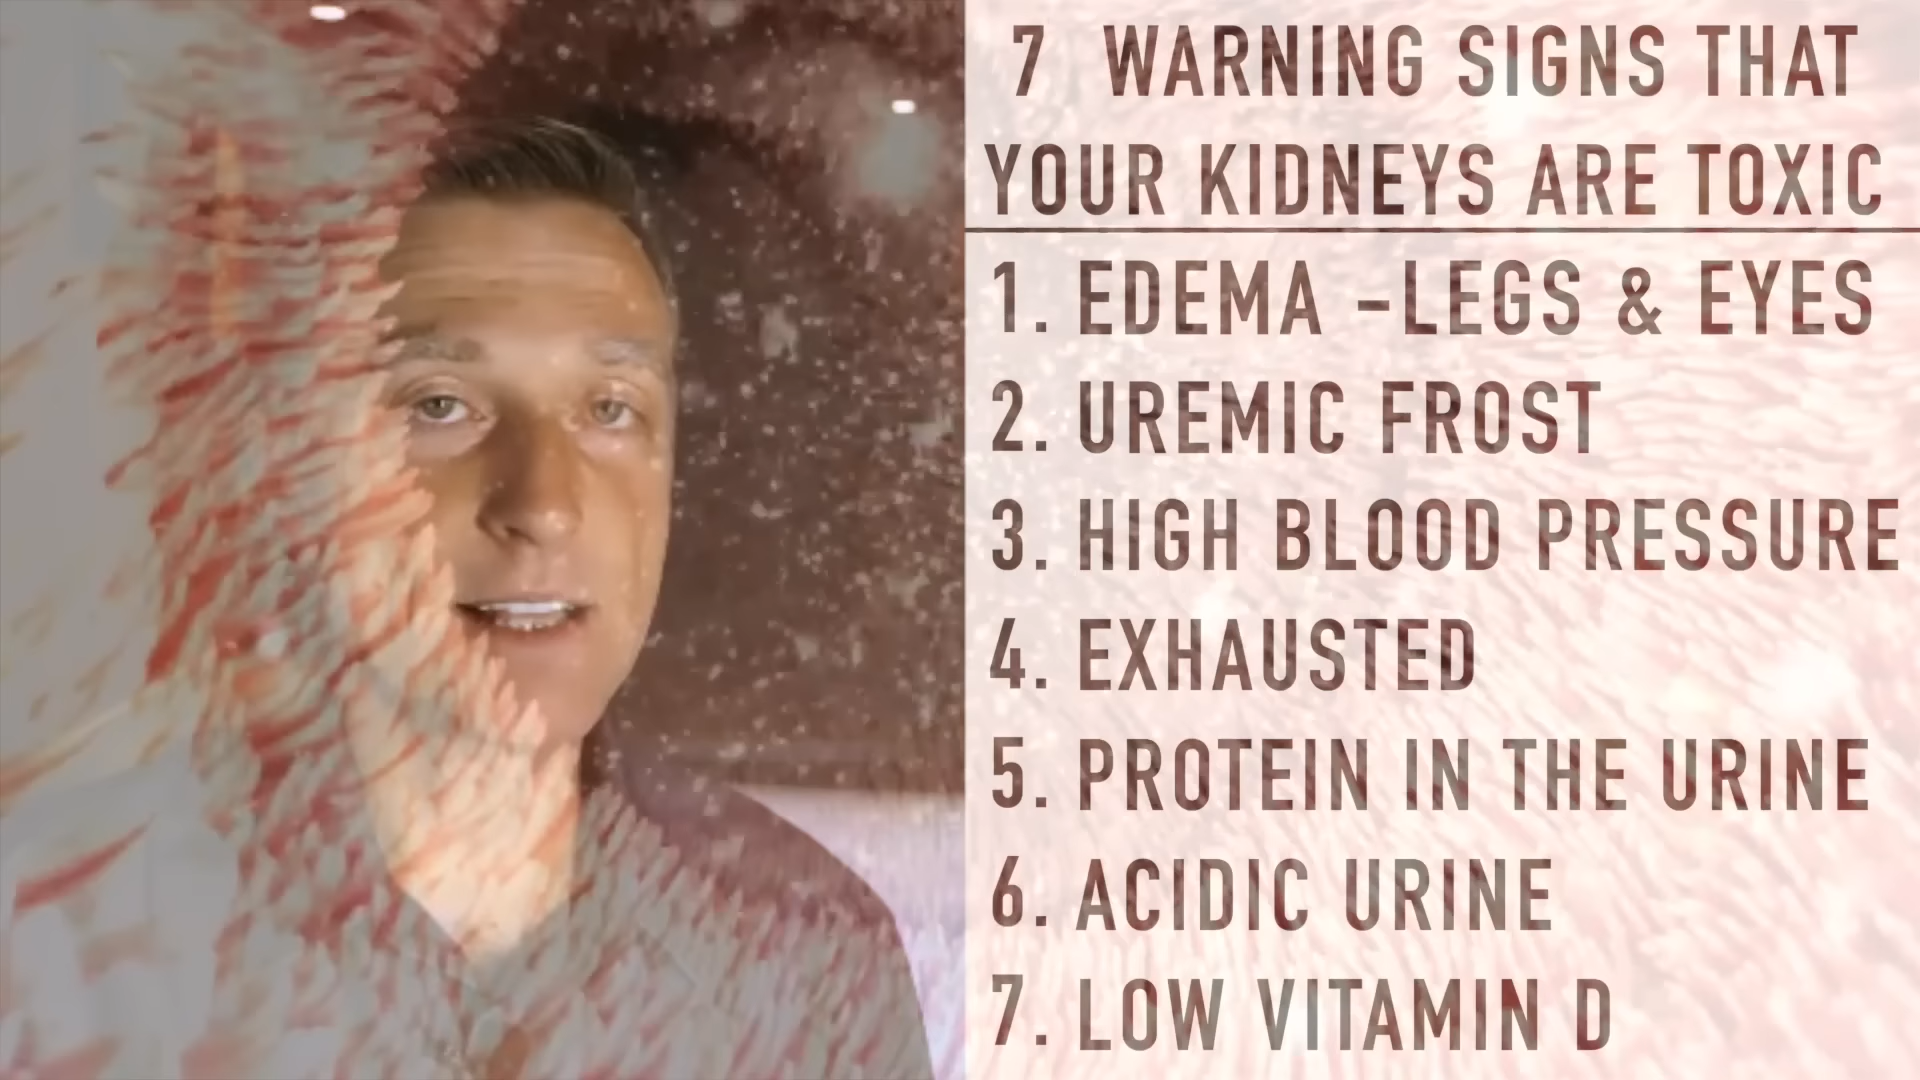 7 WARNING SIGNS THAT
YOUR KIDNEYS ARE TOXIC
1. EDEMA -LEGS & EYES
2. UREMIC FROST
3. HIGH BLOOD PRESSURE
4. EXHAUSTED
5. PROTEIN IN THE URINE
6. ACIDIC URINE
7. LOW VITAMIN D